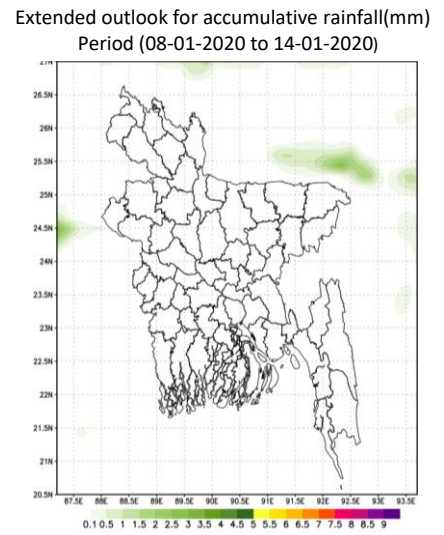 Extended outlook for accumulative rainfall(mm)
Period (08-01-2020 to 14-01-2020)
27N
26.5N
26N
25.5N
25N
24.5N
24N
23.5N
23N
22.5N
22N
21.5N
21N
20.5N
87.5E 88E 88.5E 89E 89.5E 90E 90.5E 91E 91.5E 92E 92.5E 93E 93.5E
0.1 0.5 1 1.5 2 2.5 3 3.5 4 4.5 5 5.5 6 6.5 7 7.5 8 8.5 9